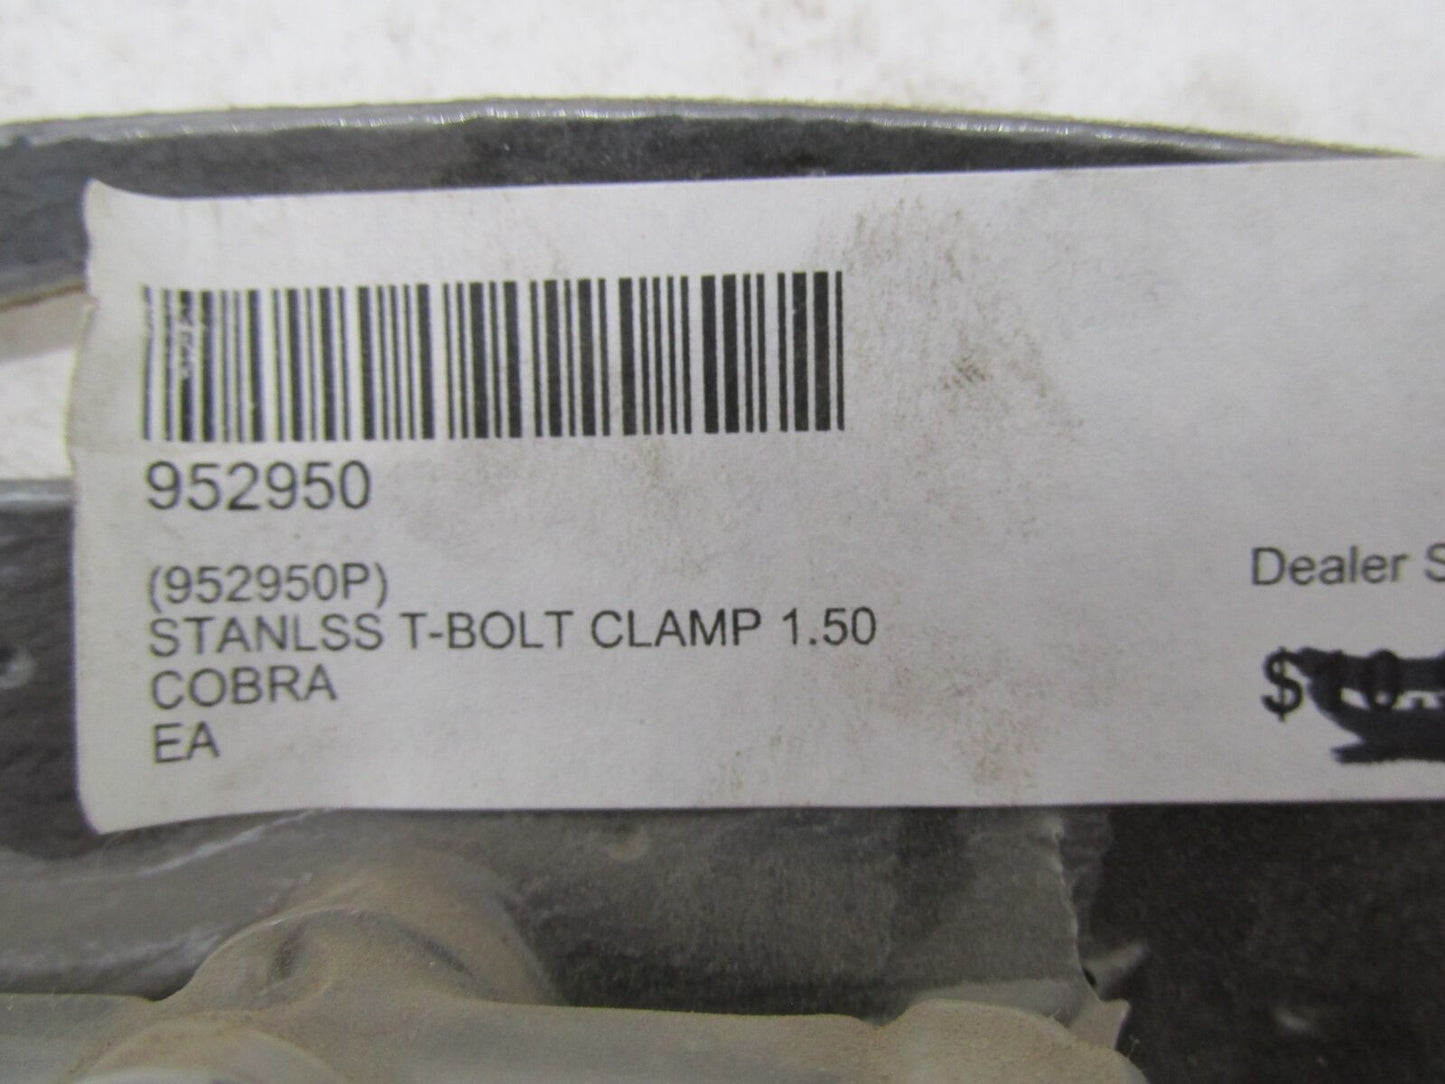 952950
(952950P)
STANLSS T-BOLT CLAMP 1.50
COBRA
EA
Dealer
$